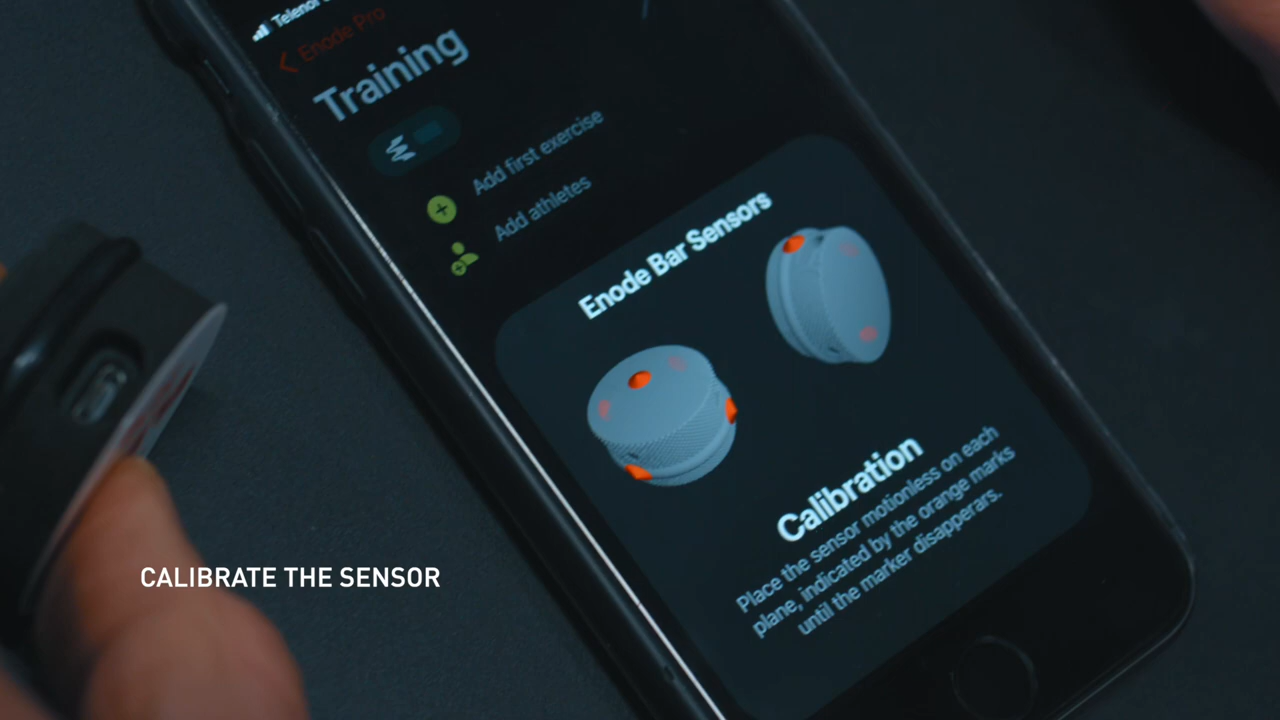 Telenor
Enode Pro
Training
Add first exercise
Add athletes
Enode Bar Sensors
Calibration
Place the sensor motionless on each
plane, indicated by the orange marks
until the marker disapperars.
CALIBRATE THE SENSOR